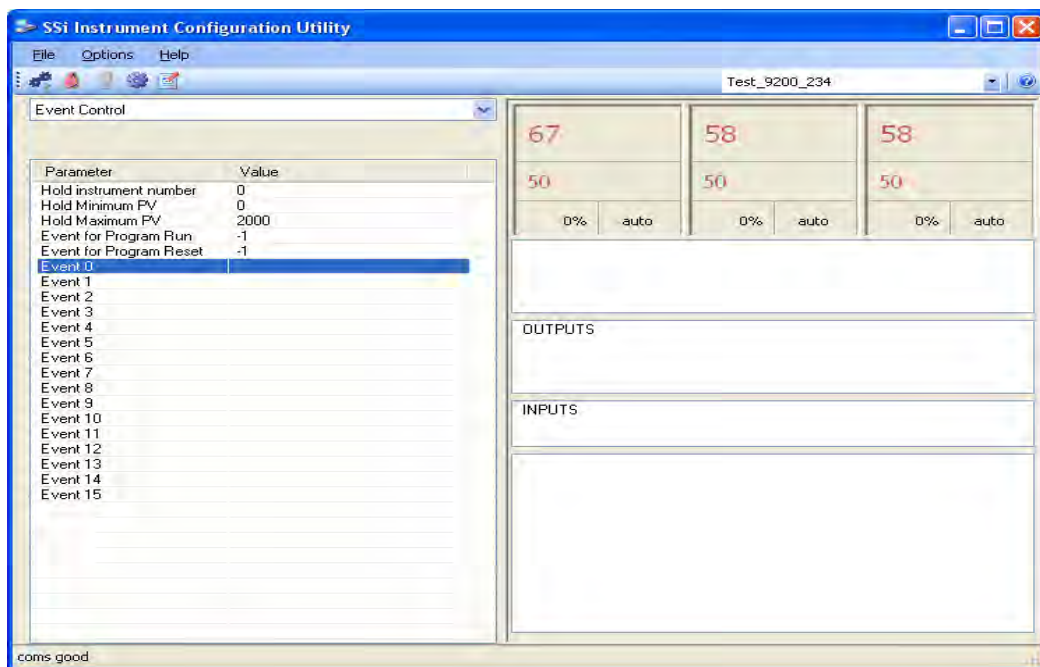 SSi Instrument Configuration Utility
File Options Help
Test_9200_234
Event Control
Parameter Value
Hold instrument number 0
Hold Minimum PV 0
Hold Maximum PV 2000
Event for Program Run -1
Event for Program Reset -1
Event 0
Event 1
Event 2
Event 3
Event 4
Event 5
Event 6
Event 7
Event 8
Event 9
Event 10
Event 11
Event 12
Event 13
Event 14
Event 15
67 58 58
50 50 50
0% auto 0% auto 0% auto
OUTPUTS
INPUTS
coms good